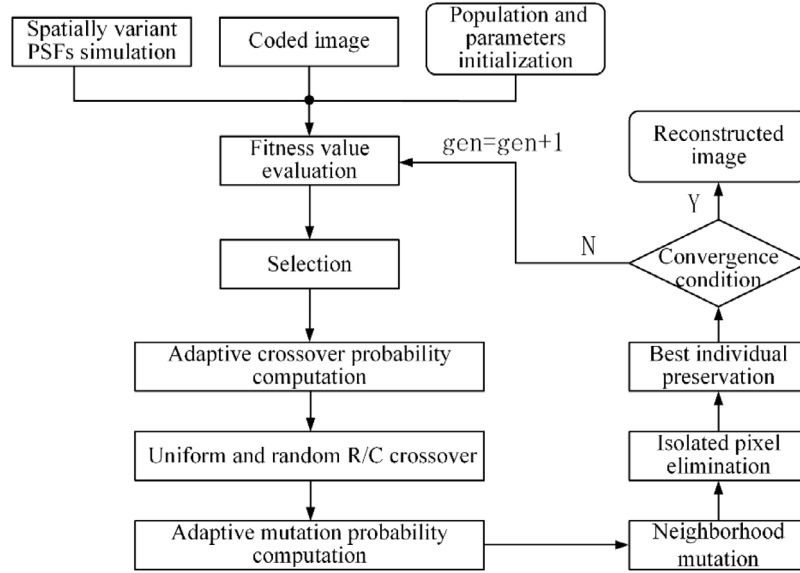 Spatially variant
PSFs simulation
Coded image
Population and
parameters
initialization
Fitness value
evaluation
gen=gen+1
Reconstructed
image
Y
N
Convergence
condition
Selection
Adaptive crossover probability
computation
Best individual
preservation
Uniform and random R/C crossover
Isolated pixel
elimination
Adaptive mutation probability
computation
Neighborhood
mutation